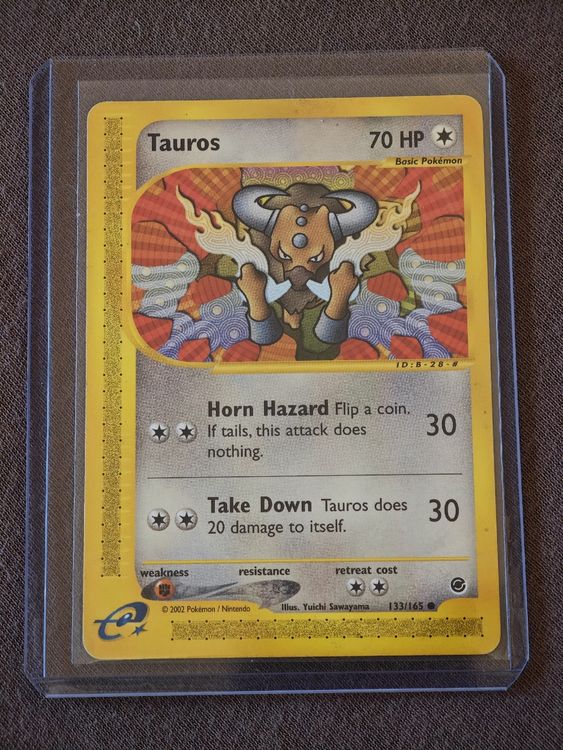 Tauros 70 HP
Basic Pokémon
ID:B-28-#
Horn Hazard Flip a coin. 30
If tails, this attack does
nothing.
Take Down Tauros does 30
20 damage to itself.
weakness resistance retreat cost
© 2002 Pokémon / Nintendo Illus. Yuichi Sawayama 133/165
e